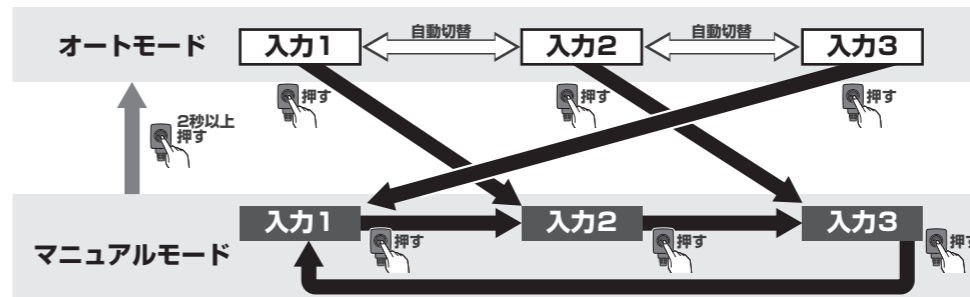 オートモード
入力1
自動切替
入力2
自動切替
入力3
押す
押す
押す
2秒以上
押す
入力1
入力2
入力3
押す
押す
押す
マニュアルモード